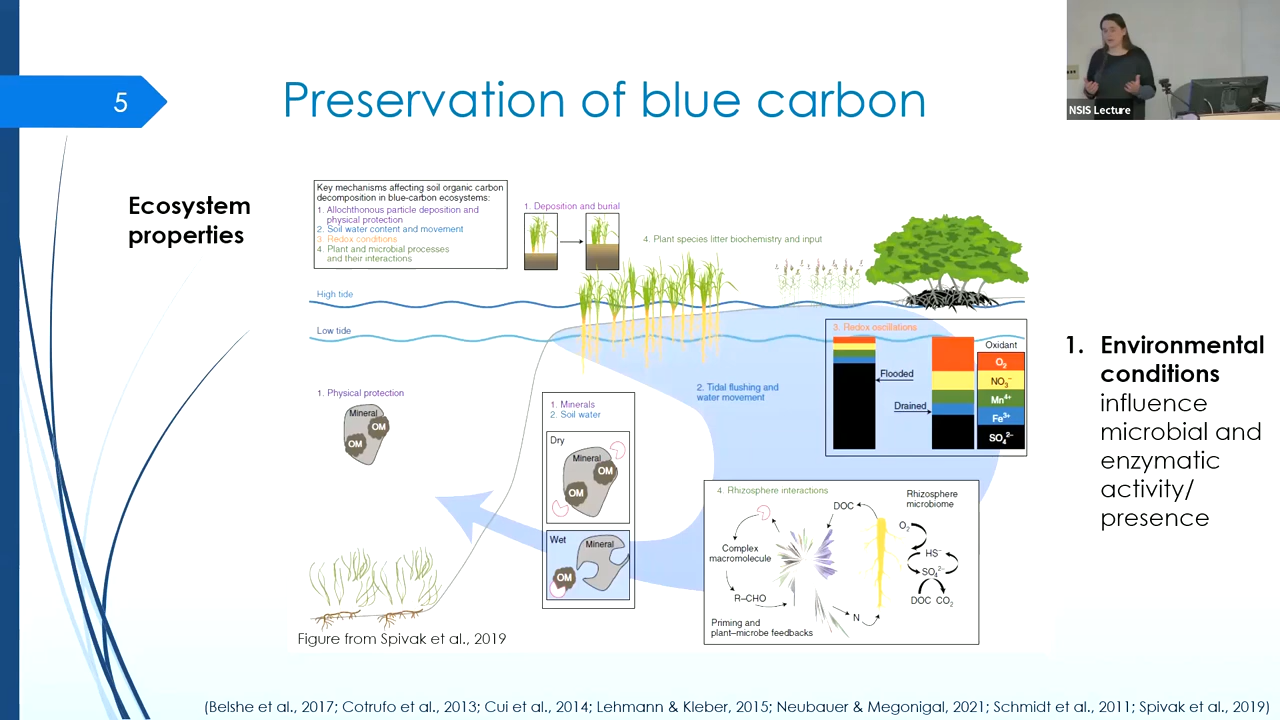 NSIS Lecture
5
Preservation of blue carbon
Ecosystem
properties
Key mechanisms affecting soil organic carbon
decomposition in blue-carbon ecosystems:
1. Allochthonous particle deposition and
physical protection
2. Soil water content and movement
3. Redox conditions
4. Plant and microbial processes
and their interactions
1. Deposition and burial
4. Plant species litter biochemistry and input
High tide
Low tide
3. Redox oscillations
Oxidant
O₂
NO₃⁻
Mn⁴⁺
Fe³⁺
SO₄²⁻
Flooded
Drained
2. Tidal flushing and
water movement
1. Physical protection
Mineral
OM
OM
1. Minerals
2. Soil water
Dry
Mineral
OM
OM
Wet
Mineral
OM
4. Rhizosphere interactions
Rhizosphere
microbiome
DOC
O₂
HS⁻
SO₄²⁻
DOC CO₂
Complex
macromolecule
R–CHO
N
Priming and
plant–microbe feedbacks
1. Environmental
conditions
influence
microbial and
enzymatic
activity/
presence
Figure from Spivak et al., 2019
(Belshe et al., 2017; Cotrufo et al., 2013; Cui et al., 2014; Lehmann & Kleber, 2015; Neubauer & Megonigal, 2021; Schmidt et al., 2011; Spivak et al., 2019)